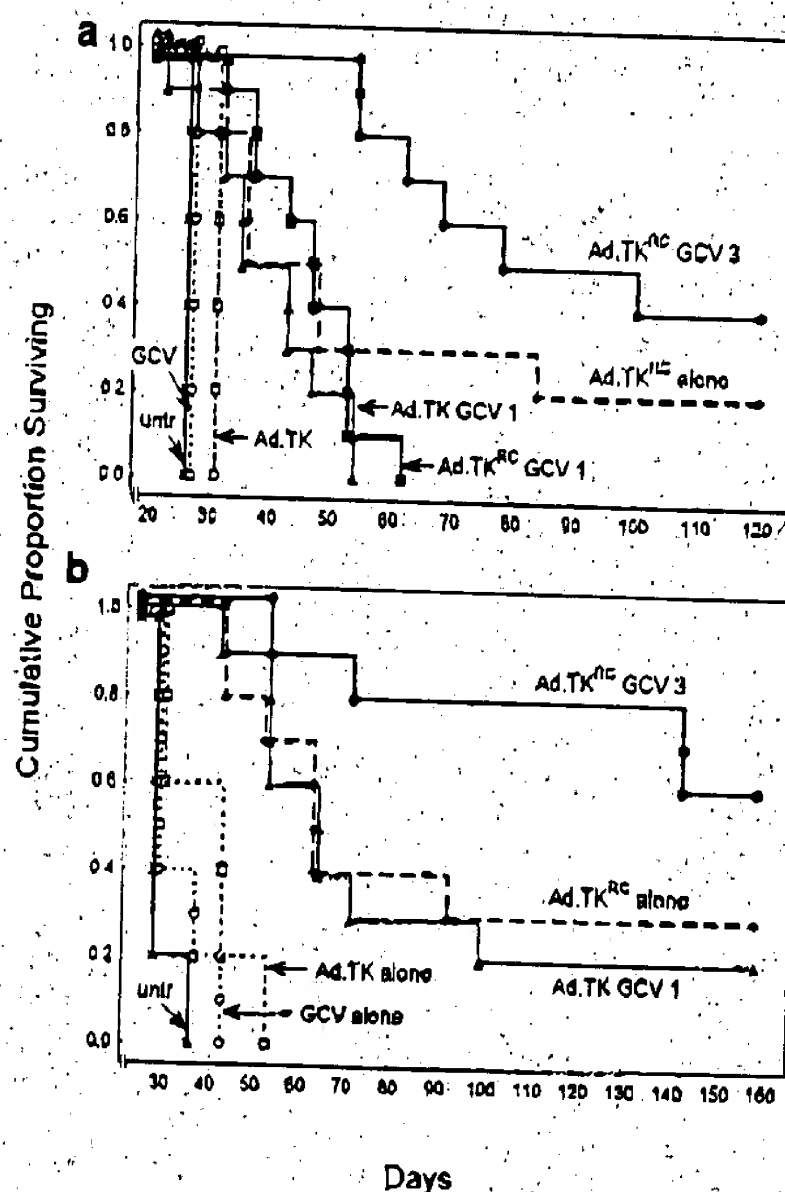 a
1.0
0.8
0.6
0.4
0.2
0.0
Ad.TK^RC GCV 3
Ad.TK^RC alone
GCV
untr
Ad.TK
Ad.TK GCV 1
Ad.TK^RC GCV 1
20 30 40 50 60 70 80 90 100 110 120
Cumulative Proportion Surviving
b
1.0
0.8
0.6
0.4
0.2
0.0
Ad.TK^RC GCV 3
Ad.TK^RC alone
Ad.TK GCV 1
Ad.TK alone
untr
GCV alone
30 40 50 60 70 80 90 100 110 120 130 140 150 160
Days